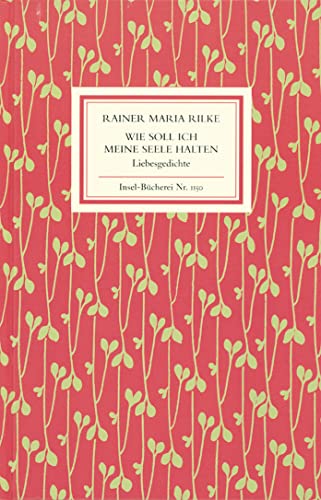 RAINER MARIA RILKE
WIE SOLL ICH
MEINE SEELE HALTEN
Liebesgedichte
Insel-Bücherei Nr. 1150